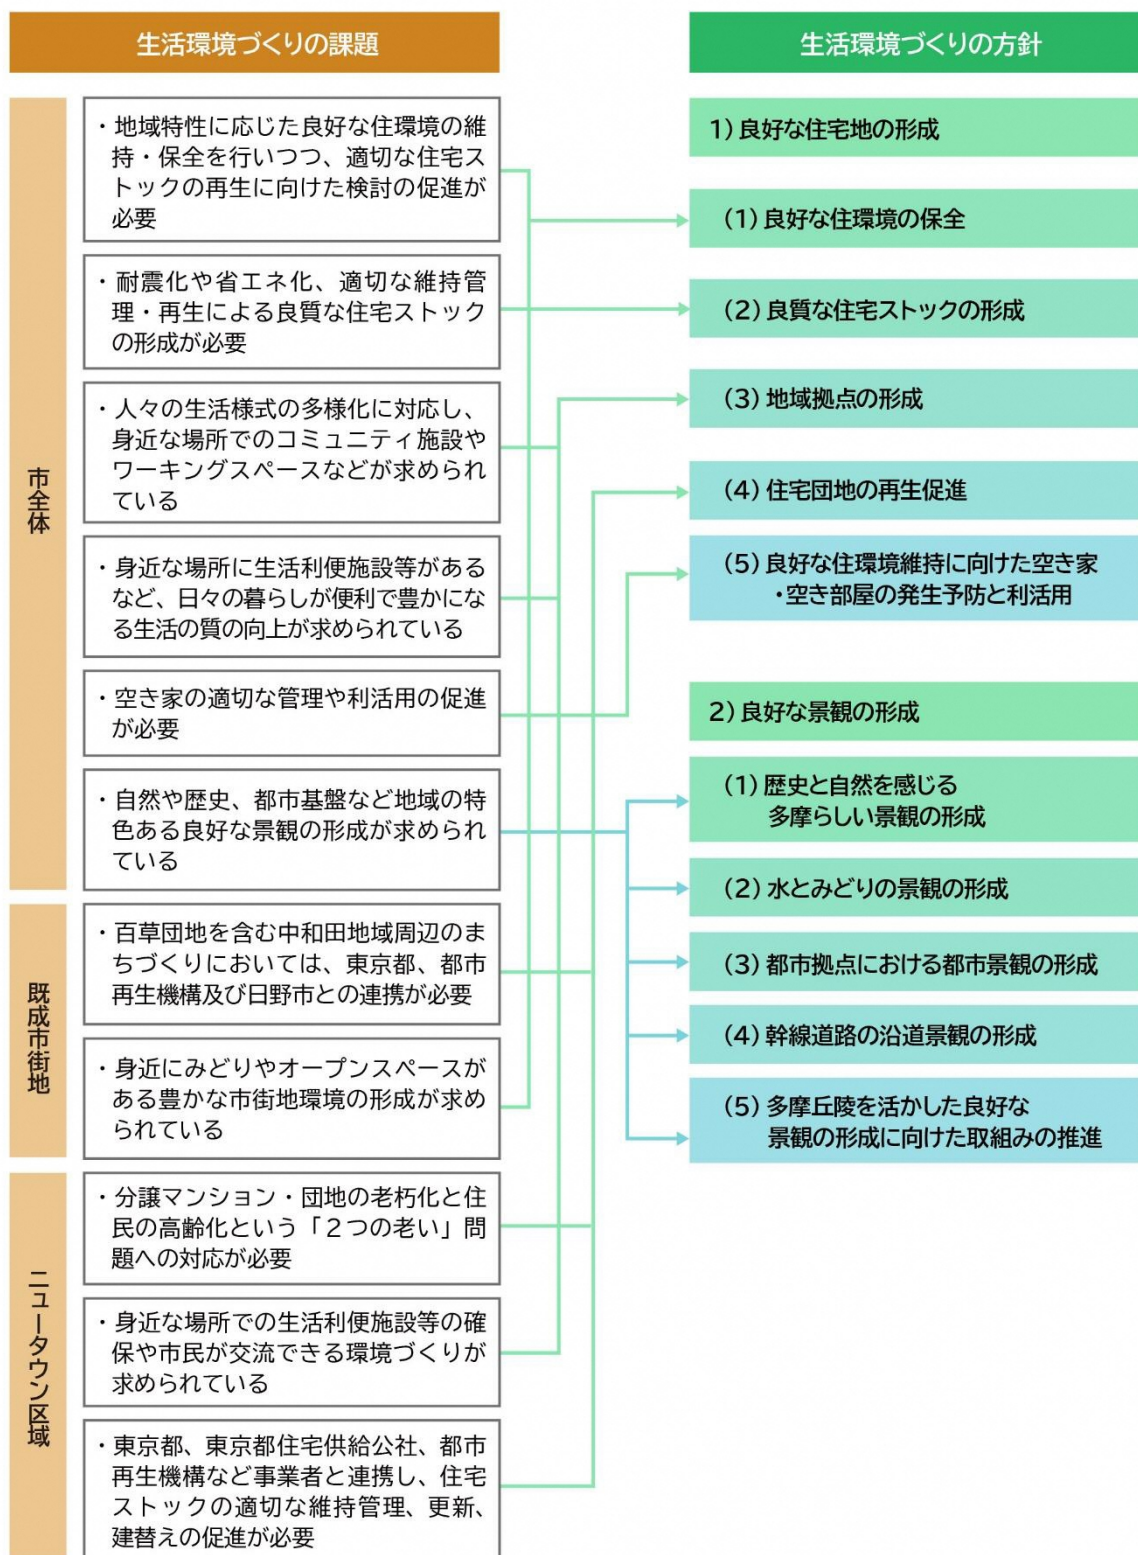 生活環境づくりの課題
市全体
・地域特性に応じた良好な住環境の維
持・保全を行いつつ、適切な住宅ス
トックの再生に向けた検討の促進が
必要
・耐震化や省エネ化、適切な維持管
理・再生による良質な住宅ストック
の形成が必要
・人々の生活様式の多様化に対応し、
身近な場所でのコミュニティ施設や
ワーキングスペースなどが求められ
ている
・身近な場所に生活利便施設等がある
など、日々の暮らしが便利で豊かにな
る生活の質の向上が求められている
・空き家の適切な管理や利活用の促進
が必要
・自然や歴史、都市基盤など地域の特
色ある良好な景観の形成が求められ
ている
既成市街地
・百草団地を含む中和田地域周辺のま
ちづくりにおいては、東京都、都市
再生機構及び日野市との連携が必要
・身近にみどりやオープンスペースが
ある豊かな市街地環境の形成が求め
られている
ニュータウン区域
・分譲マンション・団地の老朽化と住
民の高齢化という「２つの老い」問
題への対応が必要
・身近な場所での生活利便施設等の確
保や市民が交流できる環境づくりが
求められている
・東京都、東京都住宅供給公社、都市
再生機構など事業者と連携し、住宅
ストックの適切な維持管理、更新、
建替えの促進が必要
生活環境づくりの方針
1）良好な住宅地の形成
（1）良好な住環境の保全
（2）良質な住宅ストックの形成
（3）地域拠点の形成
（4）住宅団地の再生促進
（5）良好な住環境維持に向けた空き家
・空き部屋の発生予防と利活用
2）良好な景観の形成
（1）歴史と自然を感じる
多摩らしい景観の形成
（2）水とみどりの景観の形成
（3）都市拠点における都市景観の形成
（4）幹線道路の沿道景観の形成
（5）多摩丘陵を活かした良好な
景観の形成に向けた取組みの推進